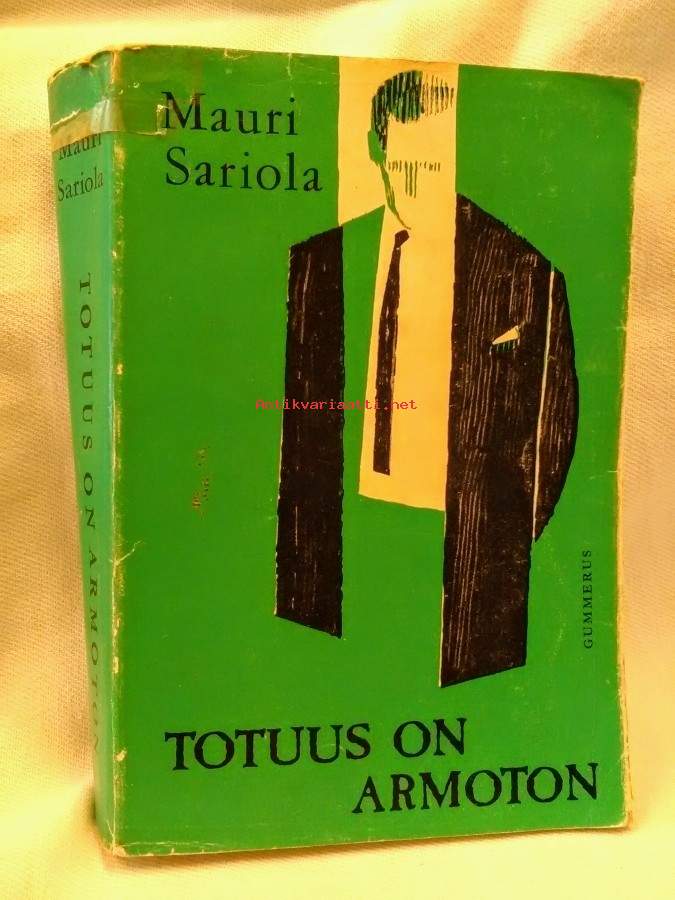 Mauri
Sariola
Mauri
Sariola
TOTUUS ON ARMOTON
Antikvariaatti.net
GUMMERUS
TOTUUS ON
ARMOTON